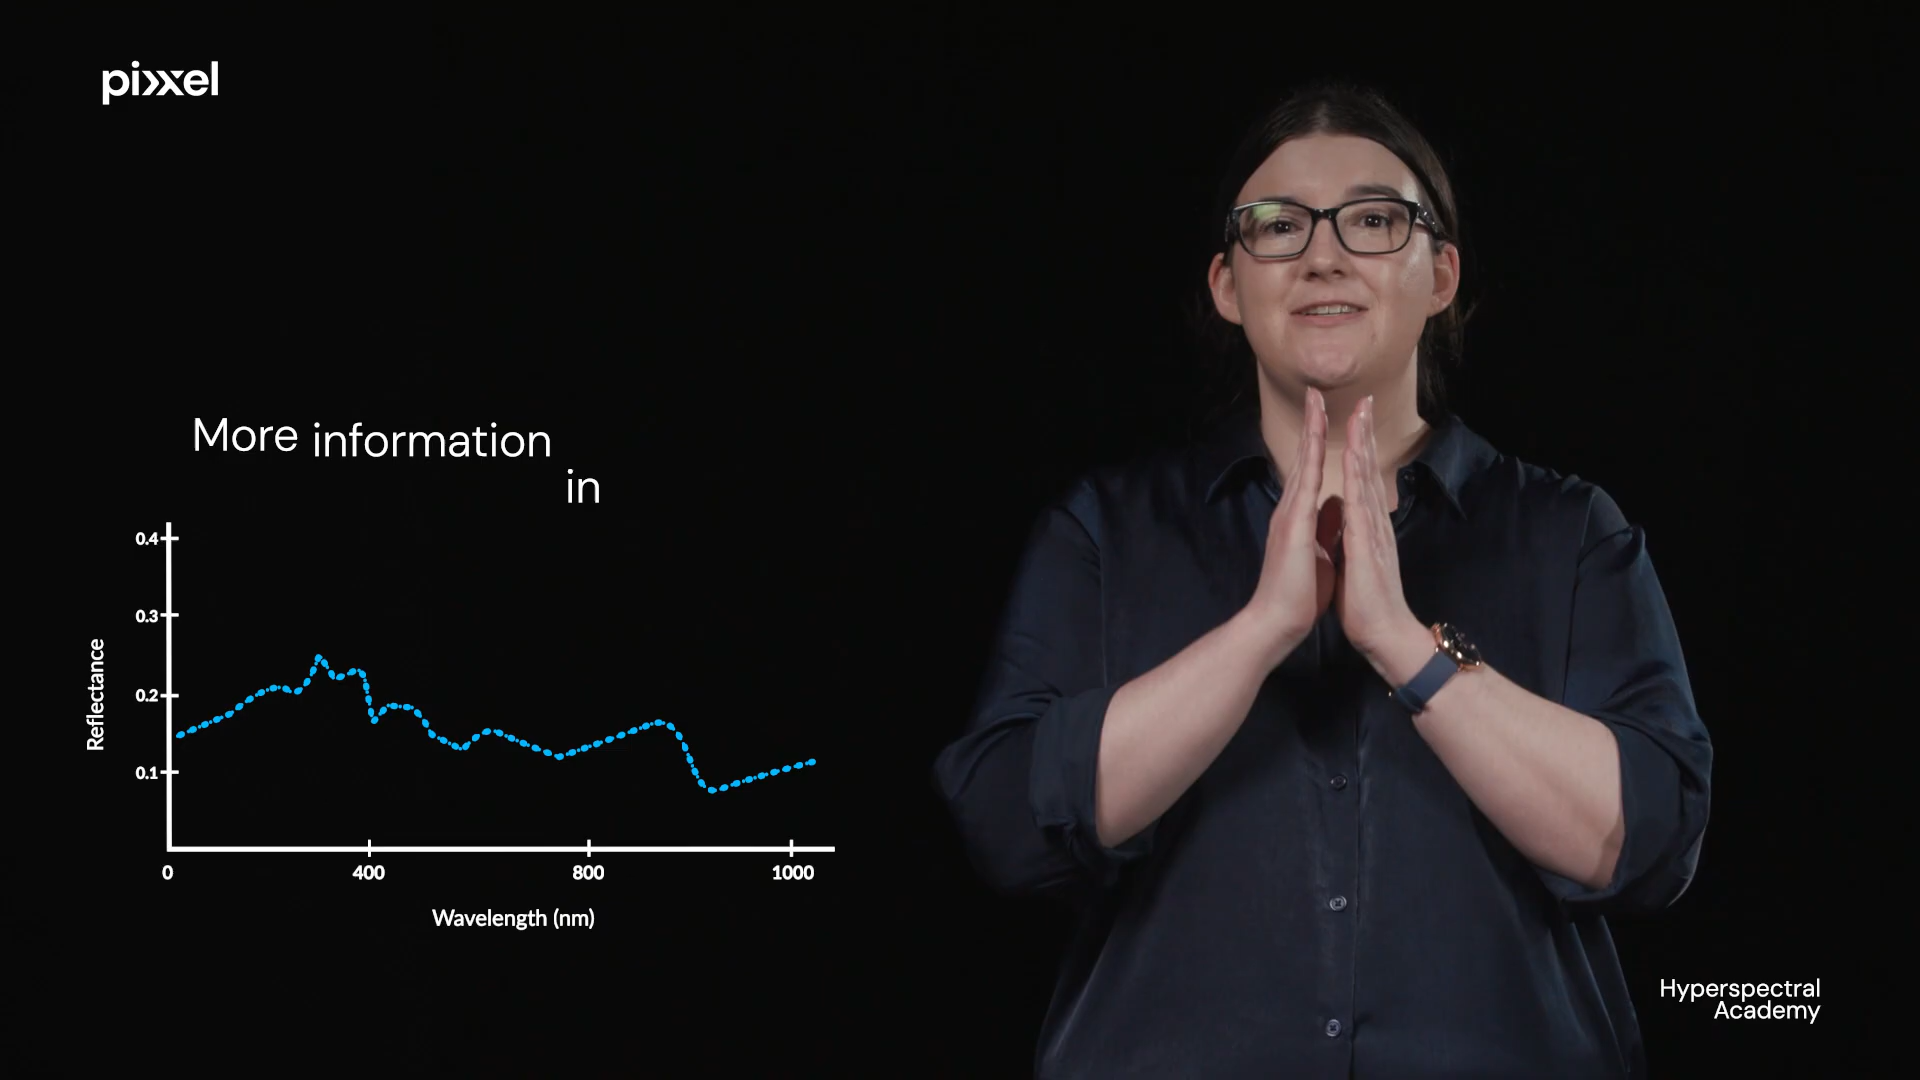 pixxel
More information
in
0.4
0.3
0.2
0.1
Reflectance
0 400 800 1000
Wavelength (nm)
Hyperspectral
Academy